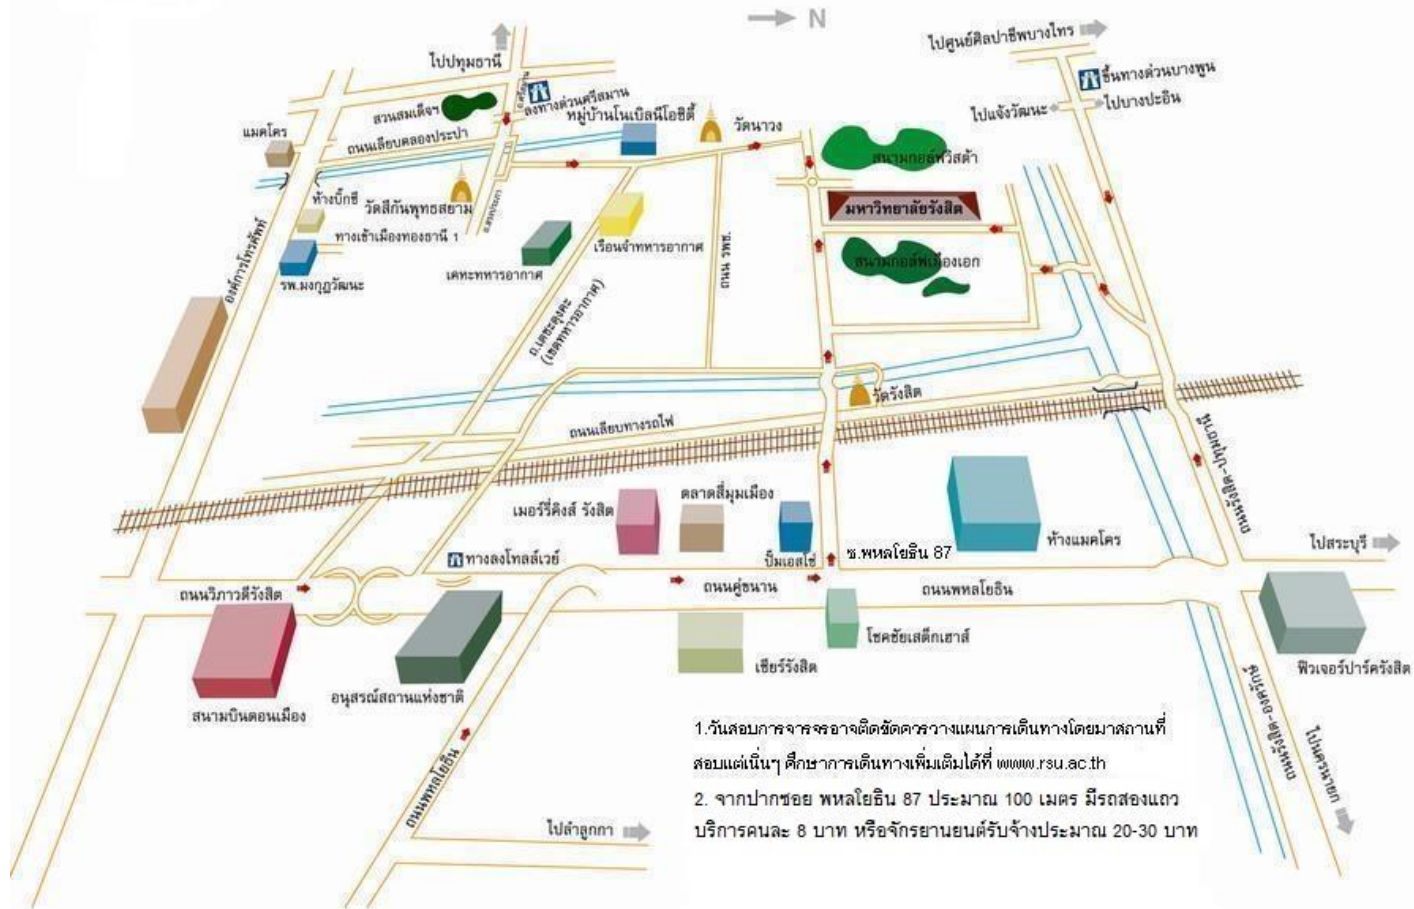 N
ไปศูนย์ศิลปาชีพบางไทร
ไปปทุมธานี
ขึ้นทางด่วนบางพูน
ถ.ศรีสมาน
ลงทางด่วนศรีสมาน
ไปบางปะอิน
ไปแจ้งวัฒนะ
สวนสมเด็จฯ
หมู่บ้านโนเบิลนีโอซิตี้
วัดนาวง
แมคโคร
ถนนเลียบคลองประปา
สนามกอล์ฟวิสต้า
ห้างบิ๊กซี
วัดสีกันพุทธสยาม
มหาวิทยาลัยรังสิต
ทางเข้าเมืองทองธานี 1
เรือนจำทหารอากาศ
ถนน รพช.
สนามกอล์ฟเมืองเอก
เคหะทหารอากาศ
รพ.มงกุฎวัฒนะ
องค์การโทรศัพท์
ถ.เดชะตุงคะ
(เขตทหารอากาศ)
วัดรังสิต
ถนนเลียบทางรถไฟ
ถนนรังสิต-ปทุมธานี
เมอร์รี่คิงส์ รังสิต
ตลาดสี่มุมเมือง
ห้างแมคโคร
ไปสระบุรี
ทางลงโทลล์เวย์
ปั๊มเอสโซ่
ซ.พหลโยธิน 87
ถนนวิภาวดีรังสิต
ถนนคู่ขนาน
ถนนพหลโยธิน
โชคชัยเสต็กเฮาส์
เซียร์รังสิต
ฟิวเจอร์ปาร์ครังสิต
อนุสรณ์สถานแห่งชาติ
สนามบินดอนเมือง
ถนนพหลโยธิน
ถนนรังสิต-องครักษ์
ไปนครนายก
ไปลำลูกกา
1.วันสอบการจารจรอาจติดขัดควรวางแผนการเดินทางโดยมาสถานที่
สอบแต่เนิ่นๆ ศึกษาการเดินทางเพิ่มเติมได้ที่ www.rsu.ac.th
2. จากปากซอย พหลโยธิน 87 ประมาณ 100 เมตร มีรถสองแถว
บริการคนละ 8 บาท หรือจักรยานยนต์รับจ้างประมาณ 20-30 บาท